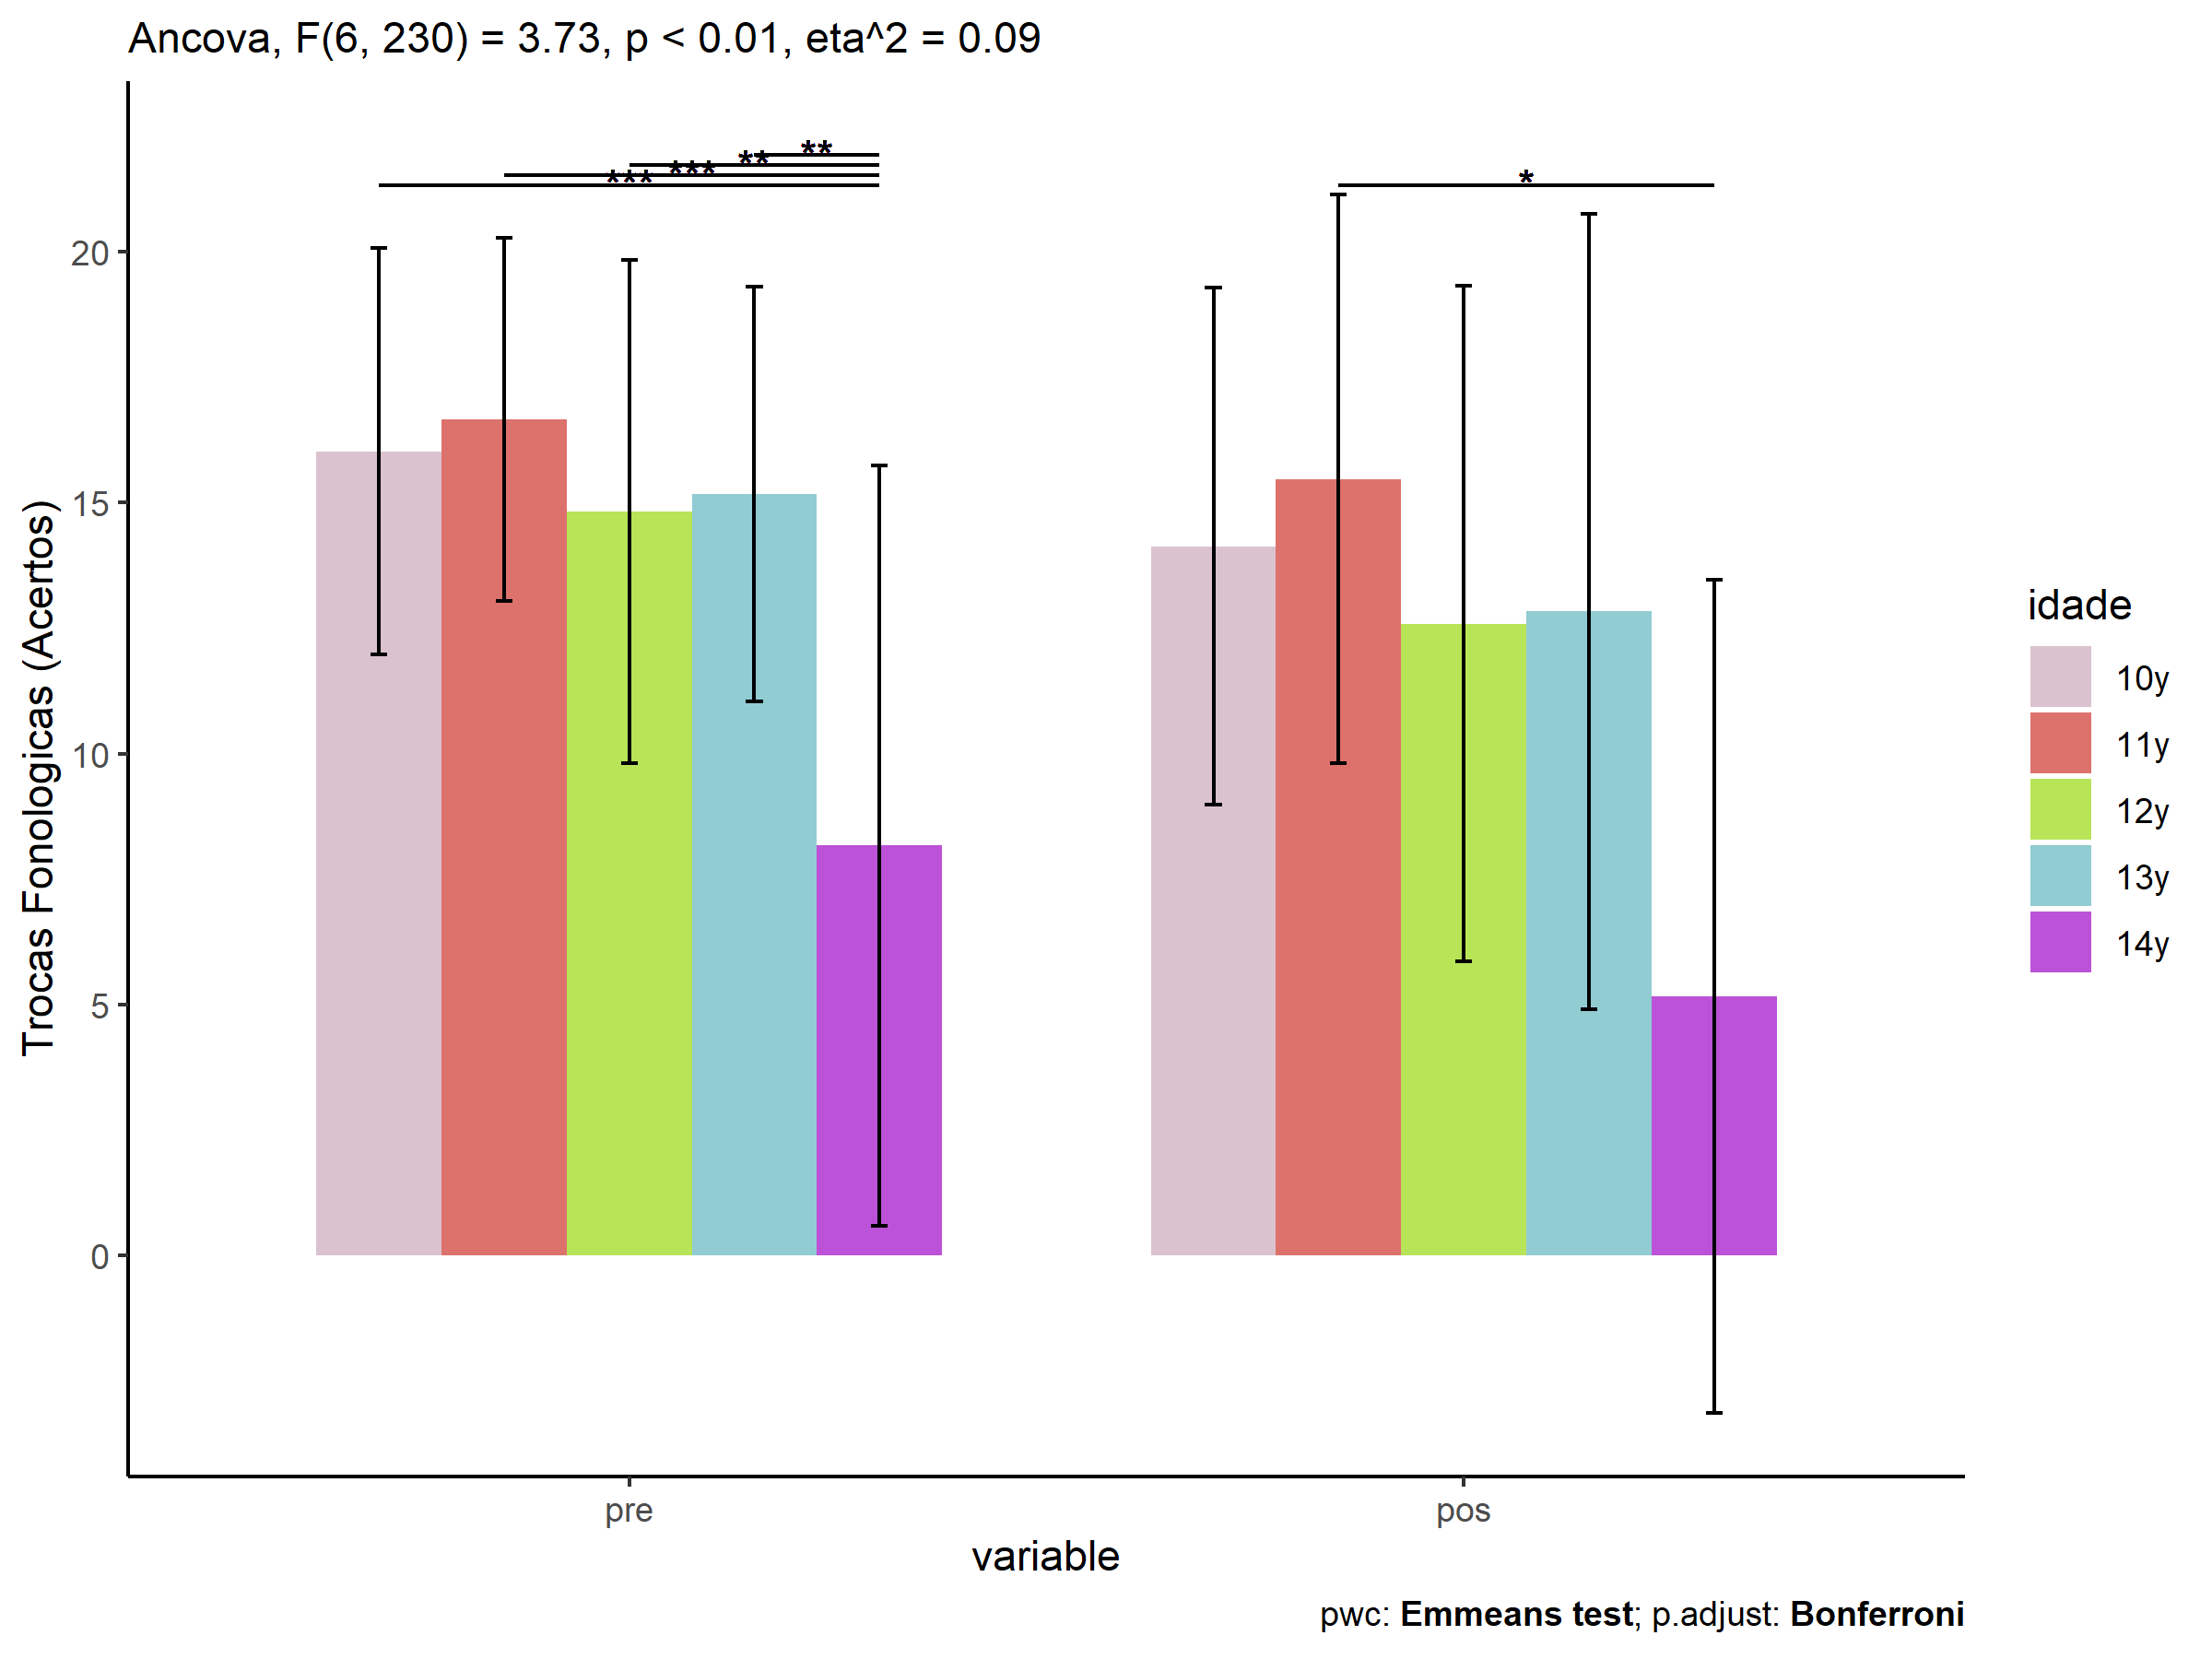 Ancova, F(6, 230) = 3.73, p < 0.01, eta^2 = 0.09
Trocas Fonologicas (Acertos)
20
15
10
5
0
**
**
***
***
*
pre
pos
variable
idade
10y
11y
12y
13y
14y
pwc: Emmeans test; p.adjust: Bonferroni